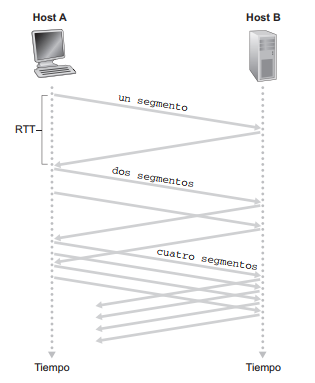 Host A
Host B
un segmento
RTT
dos segmentos
cuatro segmentos
Tiempo
Tiempo